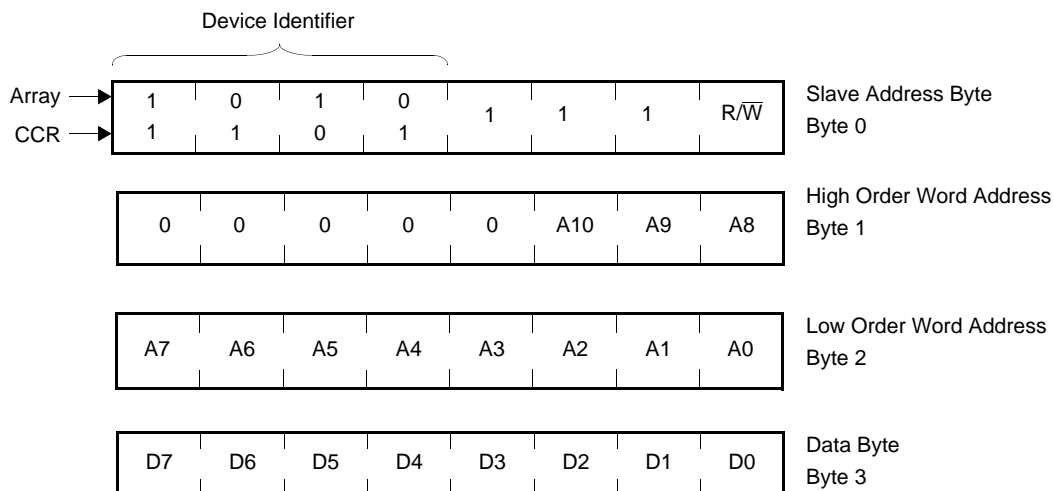 Device Identifier
Array 1 0 1 0 1 1 1 R/W̅ Slave Address Byte
CCR 1 1 0 1 Byte 0
High Order Word Address
0 0 0 0 0 A10 A9 A8 Byte 1
Low Order Word Address
A7 A6 A5 A4 A3 A2 A1 A0 Byte 2
Data Byte
D7 D6 D5 D4 D3 D2 D1 D0 Byte 3